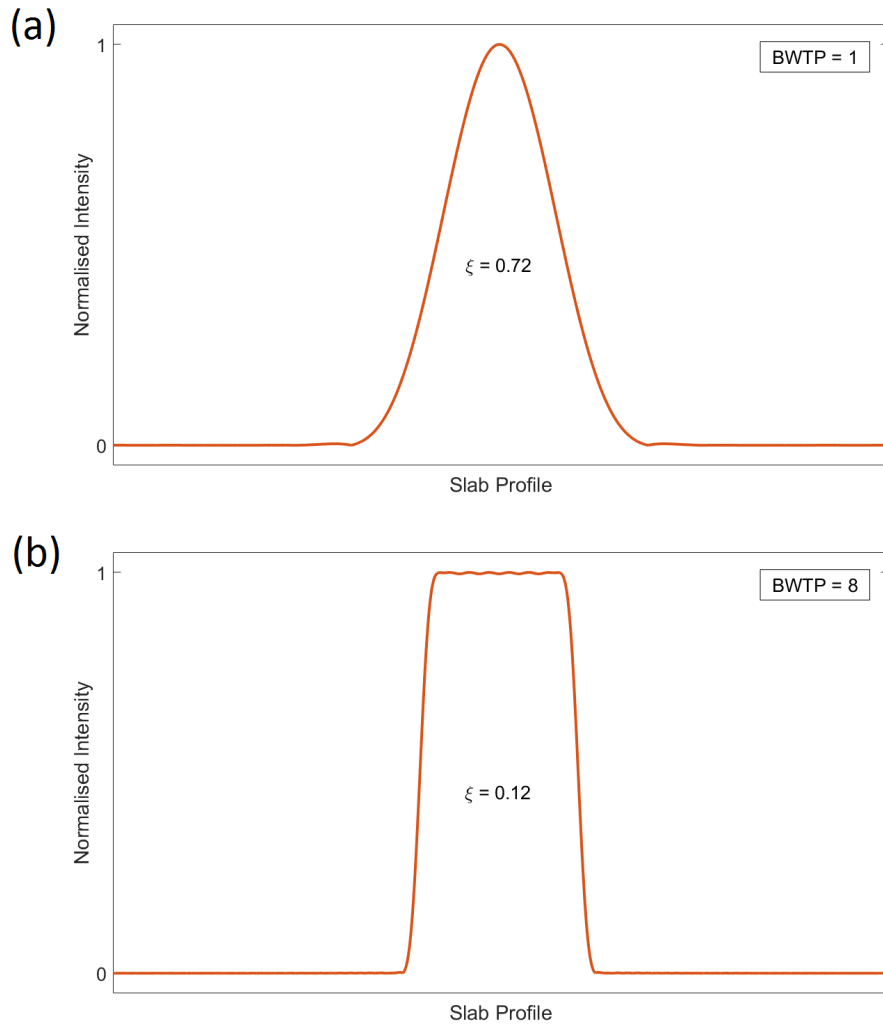 (a)
1
BWTP = 1
Normalised Intensity
ξ = 0.72
0
Slab Profile
(b)
1
BWTP = 8
Normalised Intensity
ξ = 0.12
0
Slab Profile